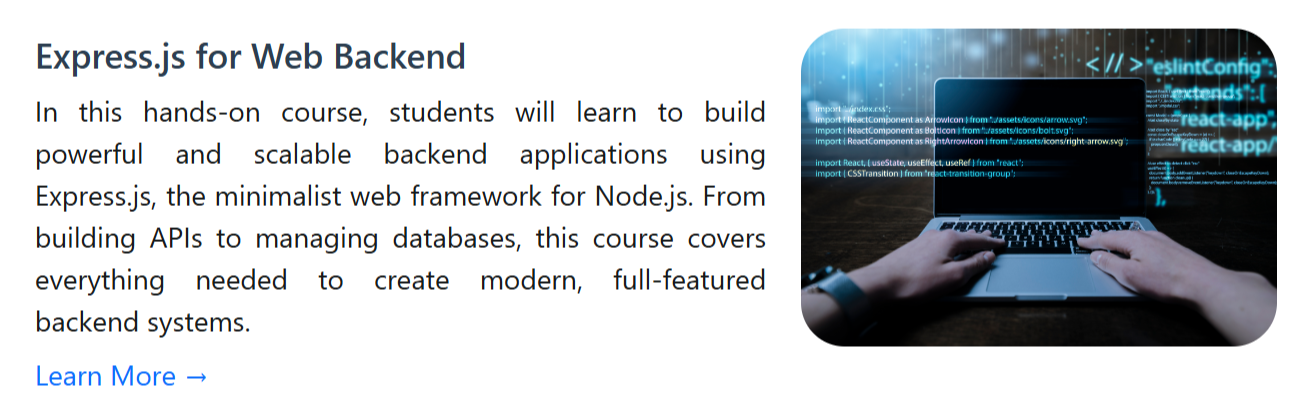 Express.js for Web Backend
In this hands-on course, students will learn to build
powerful and scalable backend applications using
Express.js, the minimalist web framework for Node.js. From
building APIs to managing databases, this course covers
everything needed to create modern, full-featured
backend systems.
Learn More →
</> "eslintConfig":
"extends": [
"react-app",
"react-app/
],
import "./index.css";
import { ReactComponent as ArrowIcon } from "./assets/icons/arrow.svg";
import { ReactComponent as BoltIcon } from "./assets/icons/bolt.svg";
import { ReactComponent as RightArrowIcon } from "./assets/icons/right-arrow.svg";
import React, { useState, useEffect, useRef } from "react";
import { CSSTransition } from "react-transition-group";